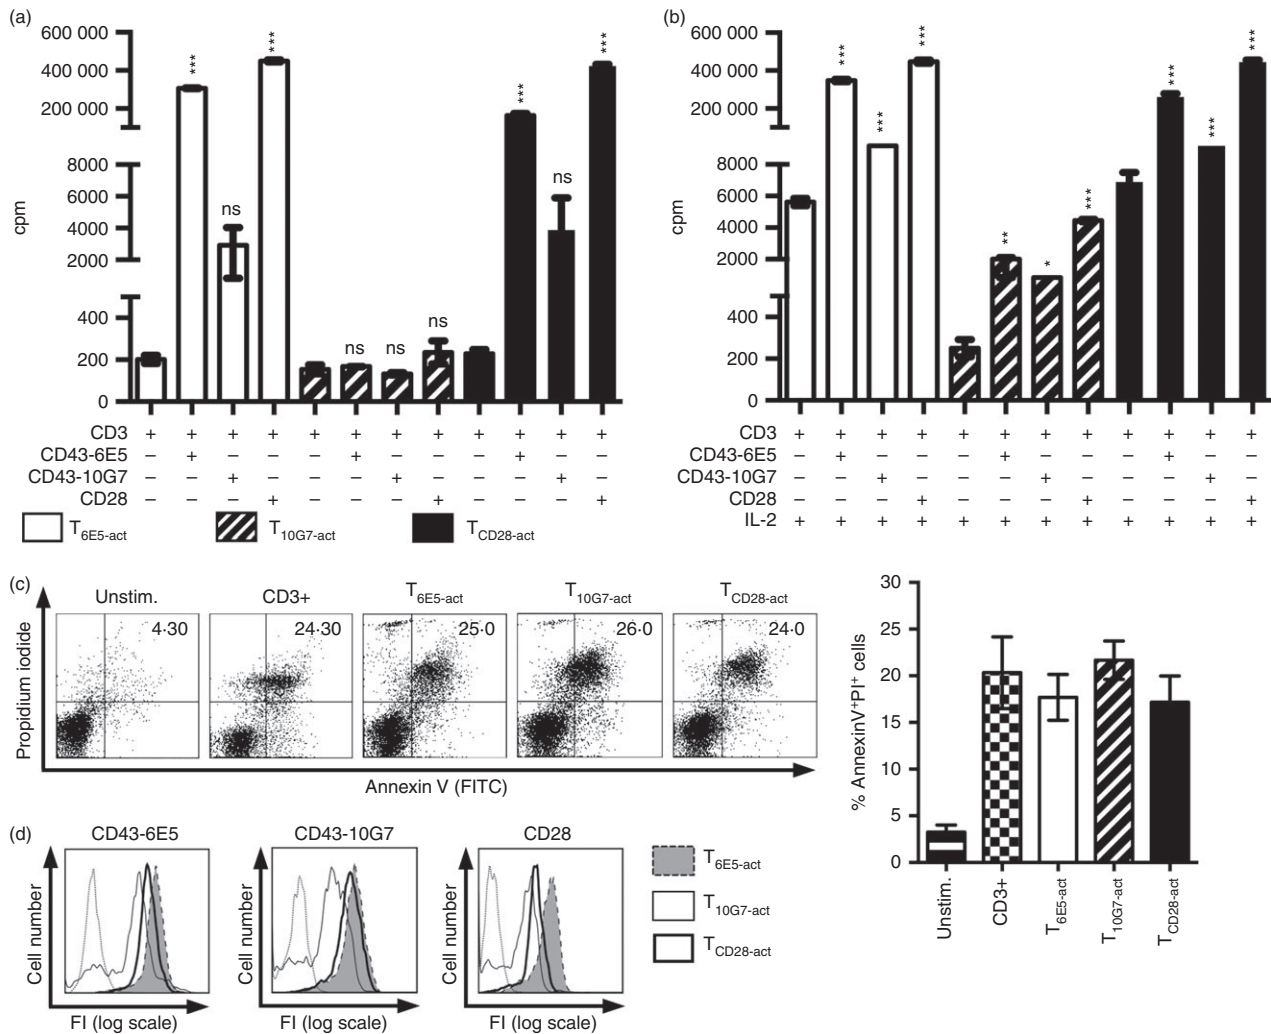 (a)
600 000
400 000
200 000
8000
6000
4000
2000
400
200
0
cpm
*** ns *** ns ns ns *** ns ***
CD3 + + + + + + + + + + + +
CD43-6E5 – + – – – + – – – + – –
CD43-10G7 – – + – – – + – – – + –
CD28 – – – + – – – + – – – +
T6E5-act T10G7-act TCD28-act
(b)
600 000
400 000
200 000
8000
6000
4000
2000
400
200
0
cpm
*** *** *** ** * *** *** *** ***
CD3 + + + + + + + + + + + +
CD43-6E5 – + – – – + – – – + – –
CD43-10G7 – – + – – – + – – – + –
CD28 – – – + – – – + – – – +
IL-2 + + + + + + + + + + + +
(c)
Unstim. CD3+ T6E5-act T10G7-act TCD28-act
4·30 24·30 25·0 26·0 24·0
Propidium iodide
Annexin V (FITC)
30
25
20
15
10
5
0
% AnnexinV+PI+ cells
Unstim. CD3+ T6E5-act T10G7-act TCD28-act
(d)
CD43-6E5 CD43-10G7 CD28
Cell number Cell number Cell number
FI (log scale) FI (log scale) FI (log scale)
T6E5-act
T10G7-act
TCD28-act